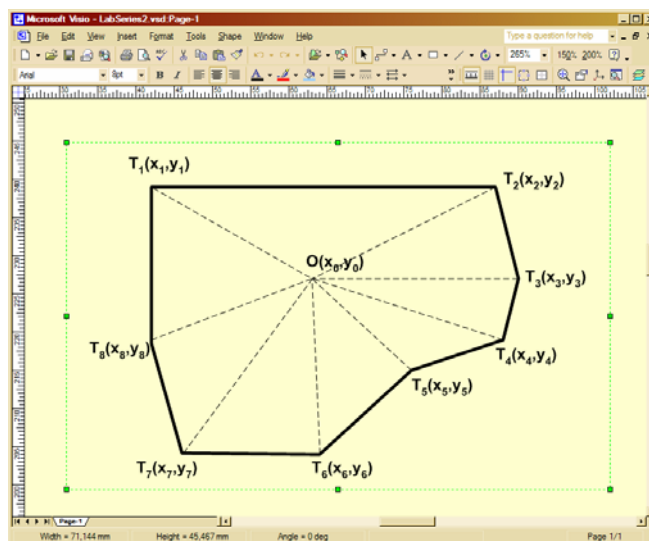 Microsoft Visio - LabSeries2.vsd:Page-1
File Edit View Insert Format Tools Shape Window Help Type a question for help
265% 150% 200%
Arial 8pt B I
T1(x1,y1)
T2(x2,y2)
O(x0,y0)
T3(x3,y3)
T8(x8,y8)
T4(x4,y4)
T5(x5,y5)
T7(x7,y7)
T6(x6,y6)
Page-1
Width = 71,144 mm Height = 45,467 mm Angle = 0 deg Page 1/1